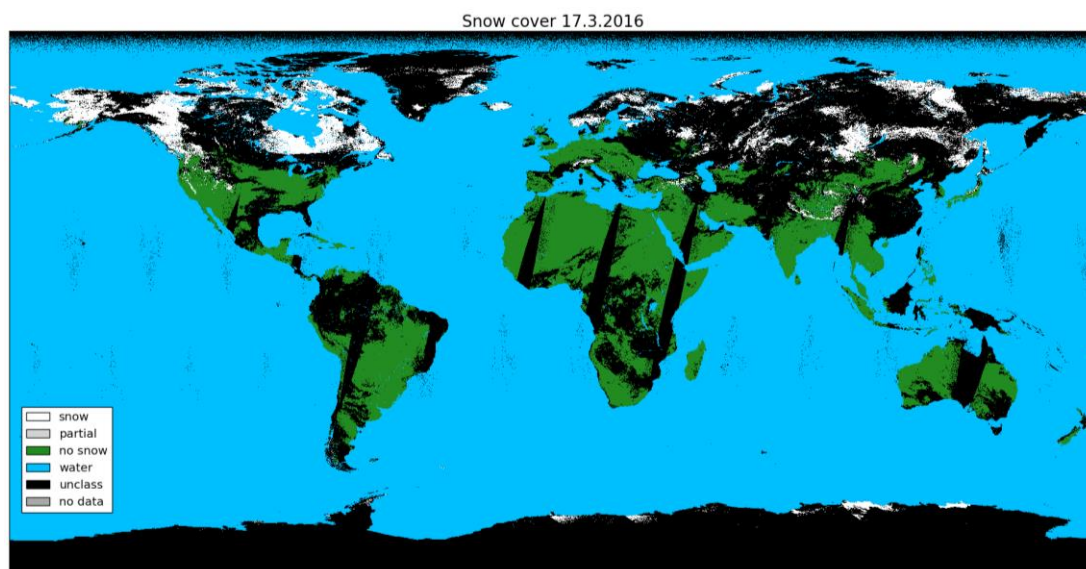 Snow cover 17.3.2016
snow
partial
no snow
water
unclass
no data